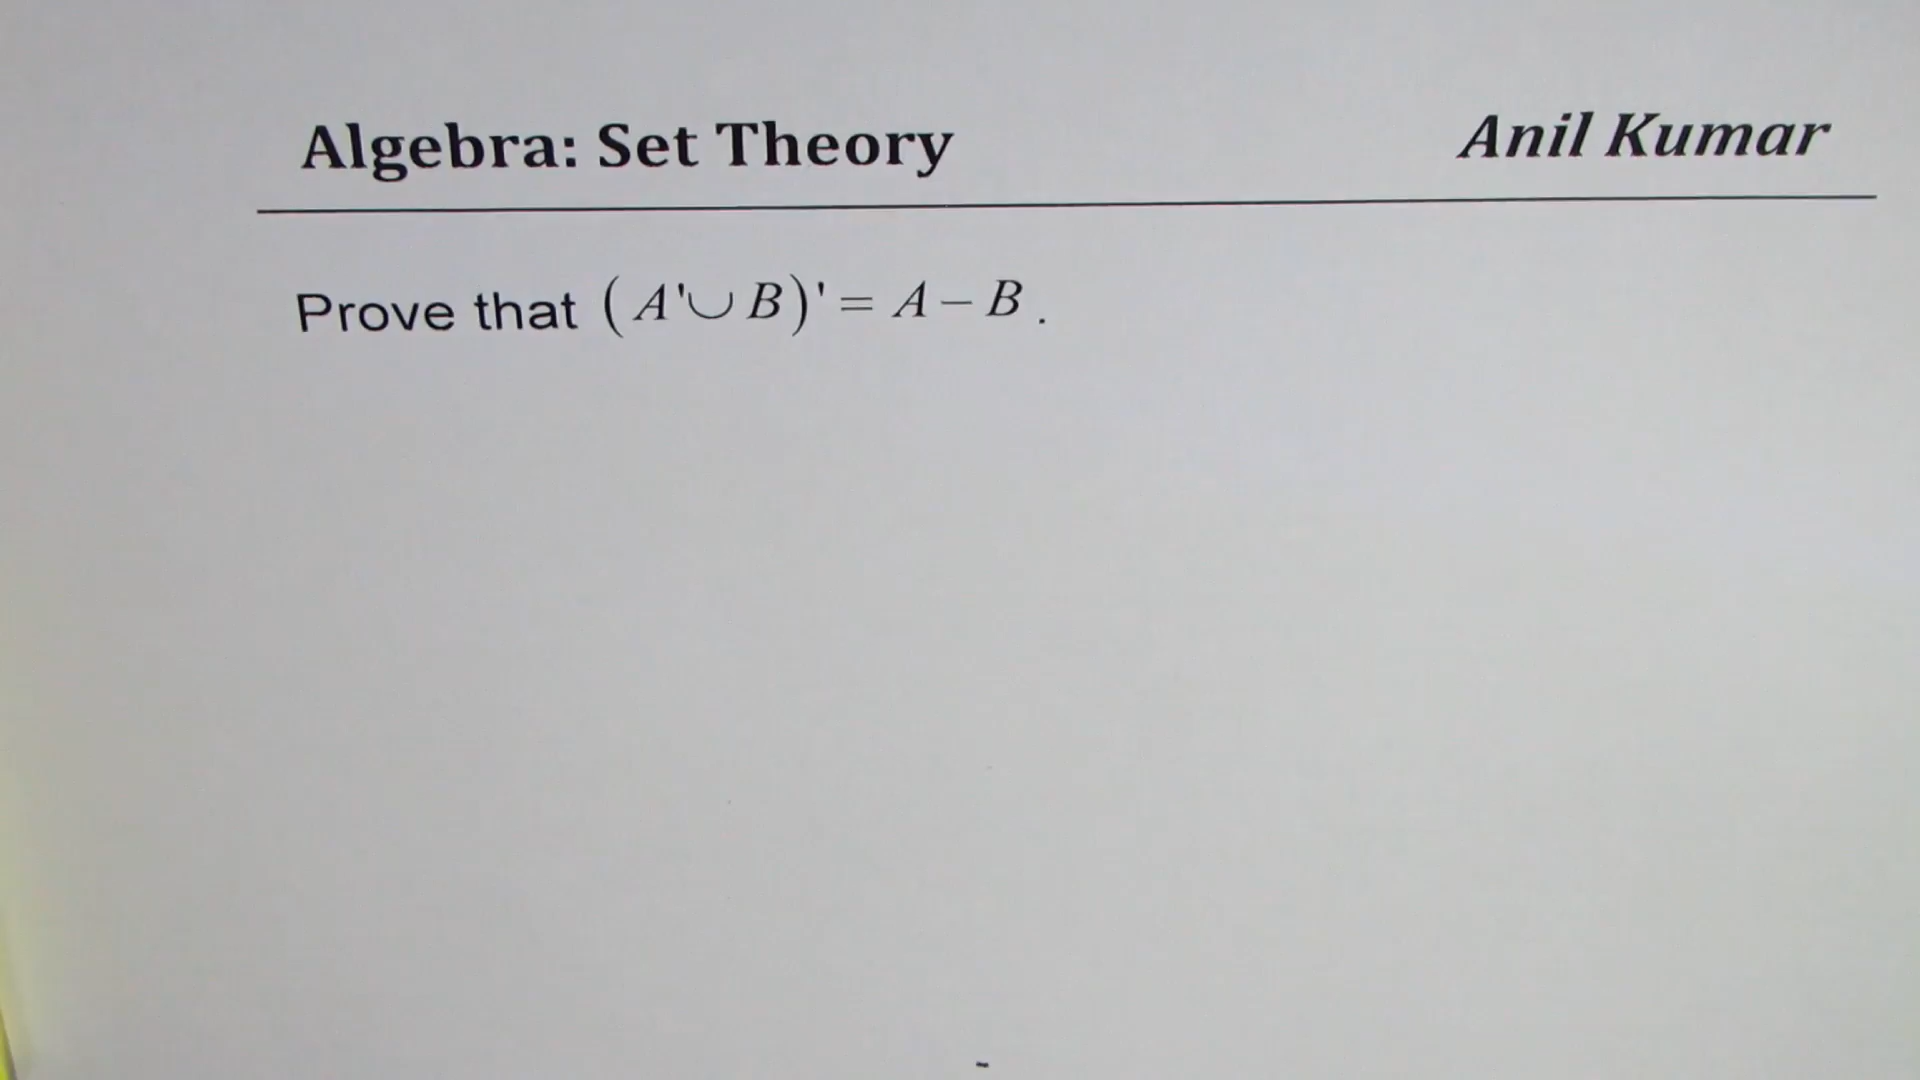 Algebra: Set Theory Anil Kumar
Prove that (A'∪B)'= A−B.